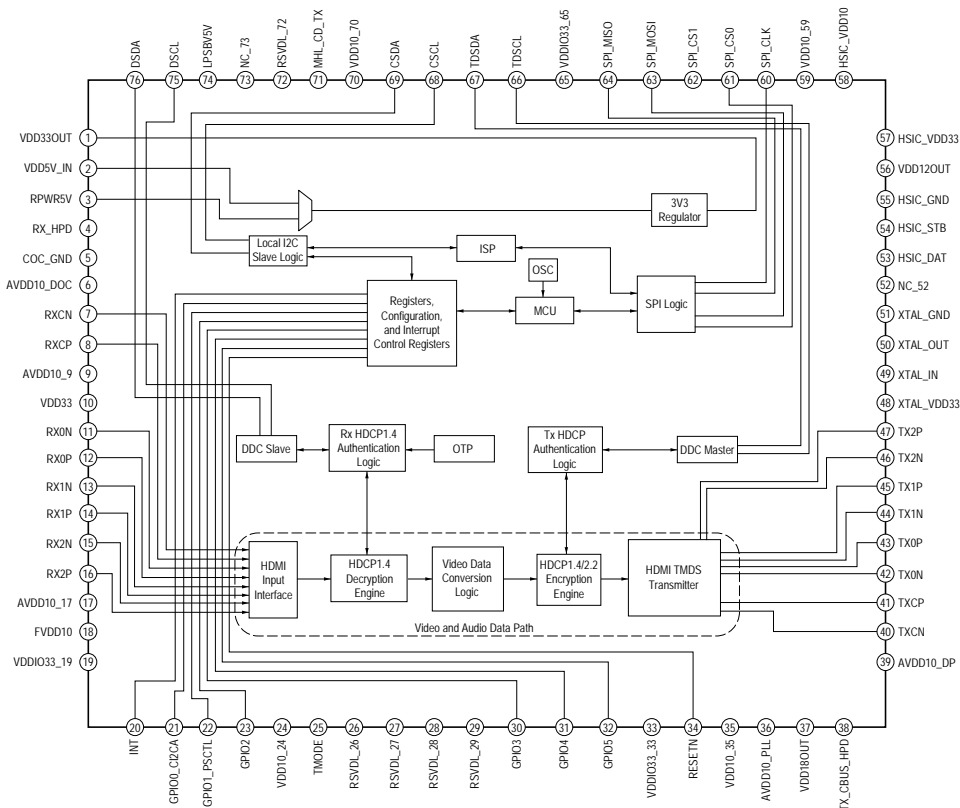 DSDA
DSCL
LPSBV5V
NC_73
RSVDL_72
MHL_CD_TX
VDD10_70
CSDA
CSCL
TDSDA
TDSCL
VDDIO33_65
SPI_MISO
SPI_MOSI
SPI_CS1
SPI_CS0
SPI_CLK
VDD10_59
HSIC_VDD10
76
75
74
73
72
71
70
69
68
67
66
65
64
63
62
61
60
59
58
VDD33OUT 1
VDD5V_IN 2
RPWR5V 3
RX_HPD 4
COC_GND 5
AVDD10_DOC 6
RXCN 7
RXCP 8
AVDD10_9 9
VDD33 10
RX0N 11
RX0P 12
RX1N 13
RX1P 14
RX2N 15
RX2P 16
AVDD10_17 17
FVDD10 18
VDDIO33_19 19
3V3
Regulator
Local I2C
Slave Logic
ISP
OSC
MCU
SPI Logic
Registers,
Configuration,
and Interrupt
Control Registers
DDC Slave
Rx HDCP1.4
Authentication
Logic
OTP
Tx HDCP
Authentication
Logic
DDC Master
HDMI
Input
Interface
HDCP1.4
Decryption
Engine
Video Data
Conversion
Logic
HDCP1.4/2.2
Encryption
Engine
HDMI TMDS
Transmitter
Video and Audio Data Path
57 HSIC_VDD33
56 VDD12OUT
55 HSIC_GND
54 HSIC_STB
53 HSIC_DAT
52 NC_52
51 XTAL_GND
50 XTAL_OUT
49 XTAL_IN
48 XTAL_VDD33
47 TX2P
46 TX2N
45 TX1P
44 TX1N
43 TX0P
42 TX0N
41 TXCP
40 TXCN
39 AVDD10_DP
20
21
22
23
24
25
26
27
28
29
30
31
32
33
34
35
36
37
38
INT
GPIO0_CI2CA
GPIO1_PSCTL
GPIO2
VDD10_24
TMODE
RSVDL_26
RSVDL_27
RSVDL_28
RSVDL_29
GPIO3
GPIO4
GPIO5
VDDIO33_33
RESETN
VDD10_35
AVDD10_PLL
VDD18OUT
TX_CBUS_HPD